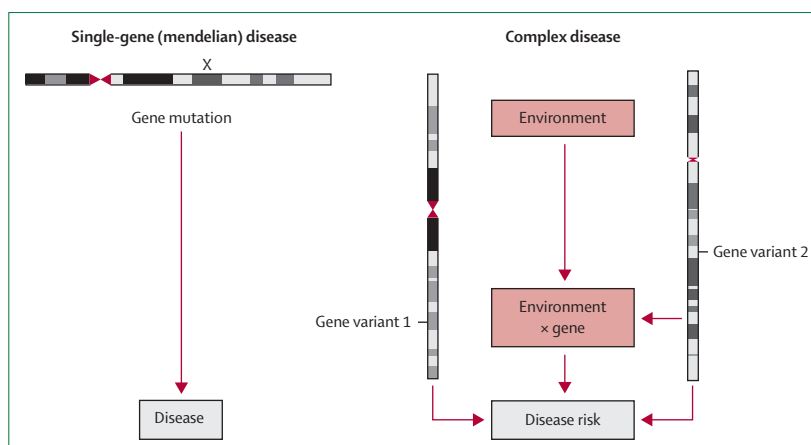 Single-gene (mendelian) disease
X
Gene mutation
Disease
Complex disease
Environment
Gene variant 2
Environment
× gene
Gene variant 1
Disease risk